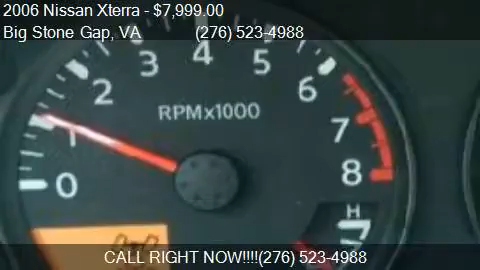 2006 Nissan Xterra - $7,999.00
Big Stone Gap, VA (276) 523-4988
0 1 2 3 4 5 6 7 8
RPMx1000
H
CALL RIGHT NOW!!!!(276) 523-4988